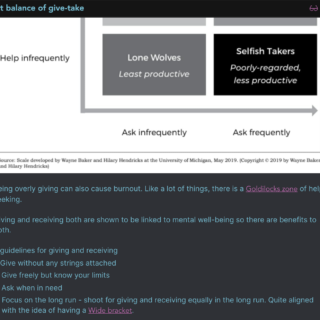 t balance of give-take
Help infrequently
Lone Wolves
Least productive
Selfish Takers
Poorly-regarded,
less productive
Ask infrequently
Ask frequently
Source: Scale developed by Wayne Baker and Hilary Hendricks at the University of Michigan, May 2019. (Copyright © 2019 by Wayne Baker
and Hilary Hendricks)
eing overly giving can also cause burnout. Like a lot of things, there is a Goldilocks zone of help
eeking.
iving and receiving both are shown to be linked to mental well-being so there are benefits to
oth.
guidelines for giving and receiving
Give without any strings attached
Give freely but know your limits
Ask when in need
Focus on the long run - shoot for giving and receiving equally in the long run. Quite aligned
with the idea of having a Wide bracket.